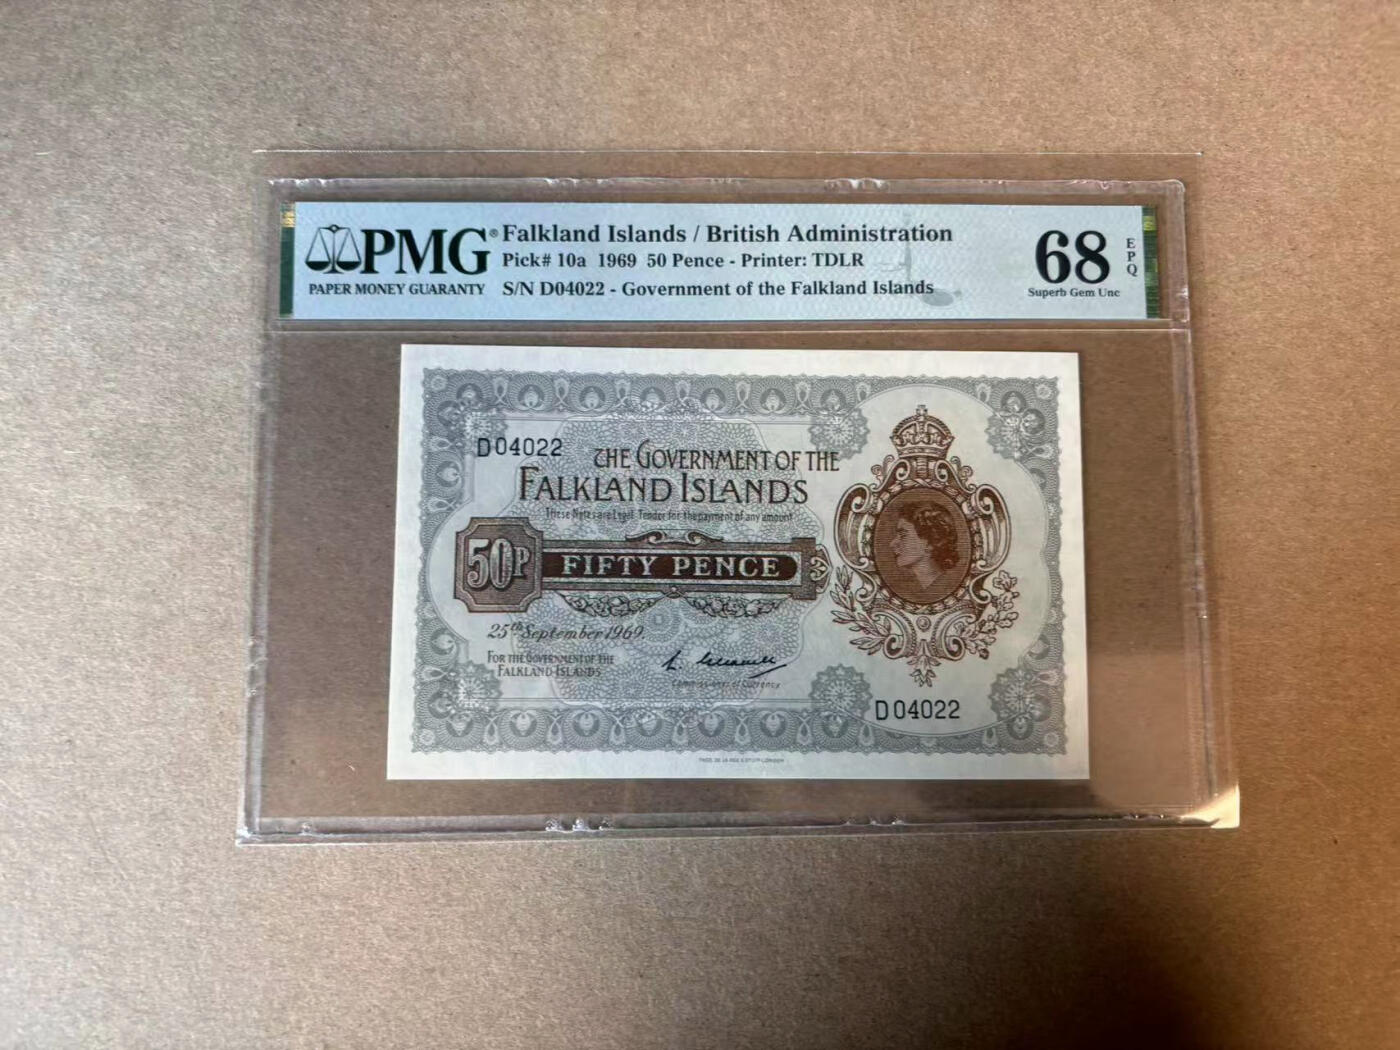 PMG®
PAPER MONEY GUARANTY
Falkland Islands / British Administration
Pick# 10a 1969 50 Pence - Printer: TDLR
S/N D04022 - Government of the Falkland Islands
68
EPQ
Superb Gem Unc
D04022
THE GOVERNMENT OF THE
FALKLAND ISLANDS
These Notes are Legal Tender for the payment of any amount
50P
FIFTY PENCE
25th September 1969.
FOR THE GOVERNMENT OF THE
FALKLAND ISLANDS
Commissioner of Currency
D04022